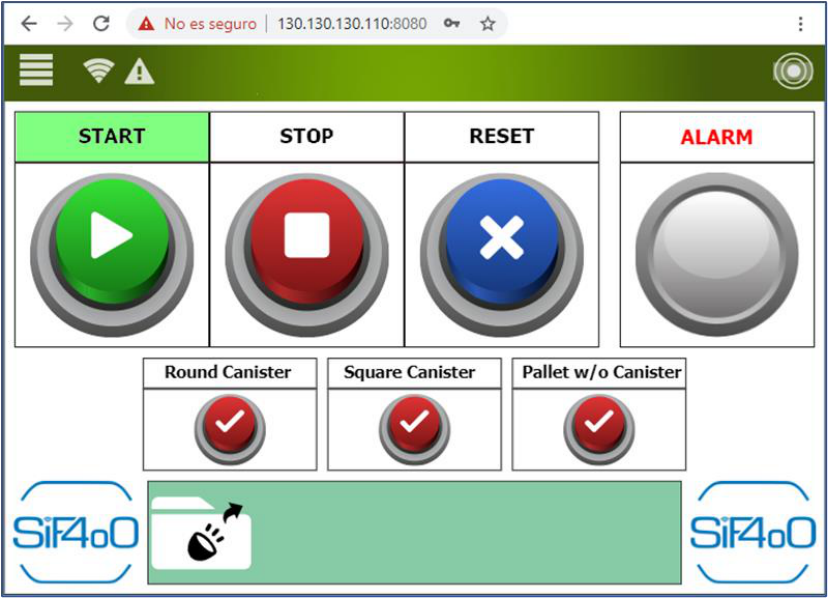 No es seguro | 130.130.130.110:8080
START STOP RESET ALARM
Round Canister Square Canister Pallet w/o Canister
SiF4oO SiF4oO